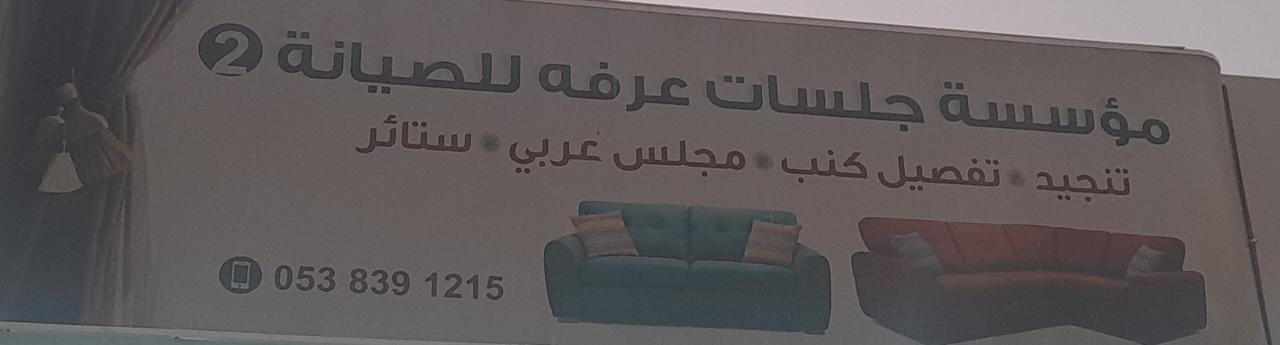 مؤسسة جلسات عرفه للصيانة 2
تنجيد • تفصيل كنب • مجلس عربي • ستائر
053 839 1215